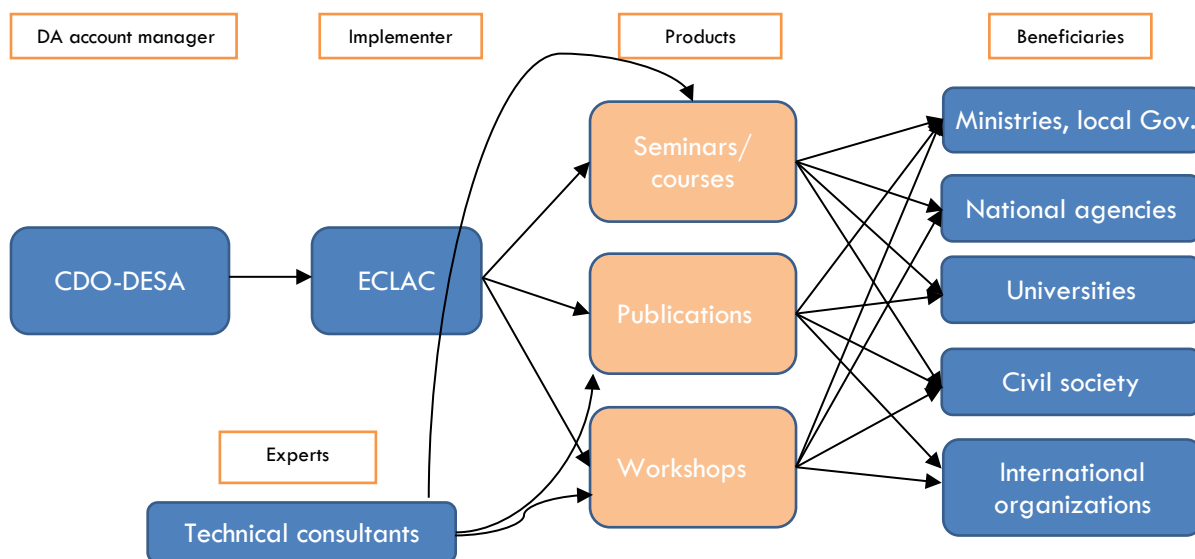 DA account manager
Implementer
Products
Beneficiaries
Seminars/
courses
Ministries, local Gov.
National agencies
CDO-DESA
ECLAC
Publications
Universities
Civil society
Experts
Workshops
International
organizations
Technical consultants